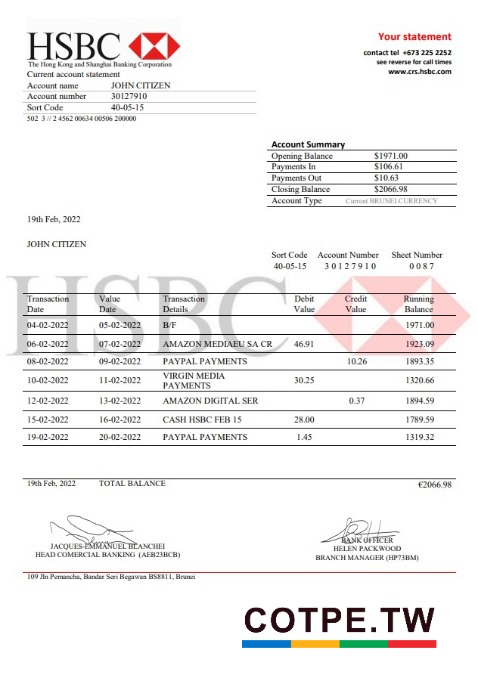 HSBC
The Hong Kong and Shanghai Banking Corporation
Your statement
contact tel +673 225 2252
see reverse for call times
www.crs.hsbc.com
Current account statement
Account name JOHN CITIZEN
Account number 30127910
Sort Code 40-05-15
502 3 // 2 4562 00634 00506 200000
Account Summary
Opening Balance $1971.00
Payments In $106.61
Payments Out $10.63
Closing Balance $2066.98
Account Type Current BRUNEI CURRENCY
19th Feb, 2022
JOHN CITIZEN
Sort Code Account Number Sheet Number
40-05-15 3 0 1 2 7 9 1 0 0 0 8 7
HSBC
Transaction Date Value Date Transaction Details Debit Value Credit Value Running Balance
04-02-2022 05-02-2022 B/F 1971.00
06-02-2022 07-02-2022 AMAZON MEDIAEU SA CR 46.91 1923.09
08-02-2022 09-02-2022 PAYPAL PAYMENTS 10.26 1893.35
10-02-2022 11-02-2022 VIRGIN MEDIA PAYMENTS 30.25 1320.66
12-02-2022 13-02-2022 AMAZON DIGITAL SER 0.37 1894.59
15-02-2022 16-02-2022 CASH HSBC FEB 15 28.00 1789.59
19-02-2022 20-02-2022 PAYPAL PAYMENTS 1.45 1319.32
19th Feb, 2022 TOTAL BALANCE €2066.98
JACQUES-EMMANUEL BLANCHEI
HEAD COMERCIAL BANKING (AEB23BCB)
BANK OFFICER
HELEN PACKWOOD
BRANCH MANAGER (HP73BM)
109 Jln Pemancha, Bandar Seri Begawan BS8811, Brunei
COTPE.TW